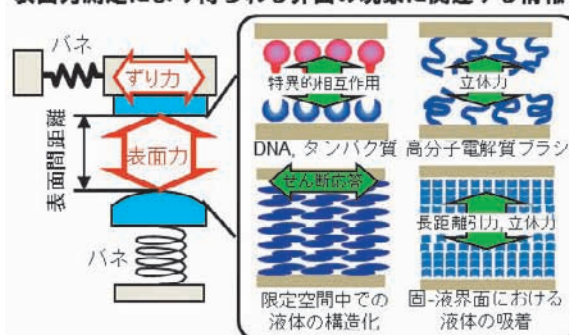 表面力測定により得られる界面の現象に関連する情報
バネ
ずり力
表面力
表面間距離
バネ
特異的相互作用
DNA, タンパク質
立体力
高分子電解質ブラシ
せん断応答
限定空間中での
液体の構造化
長距離引力, 立体力
固-液界面における
液体の吸着